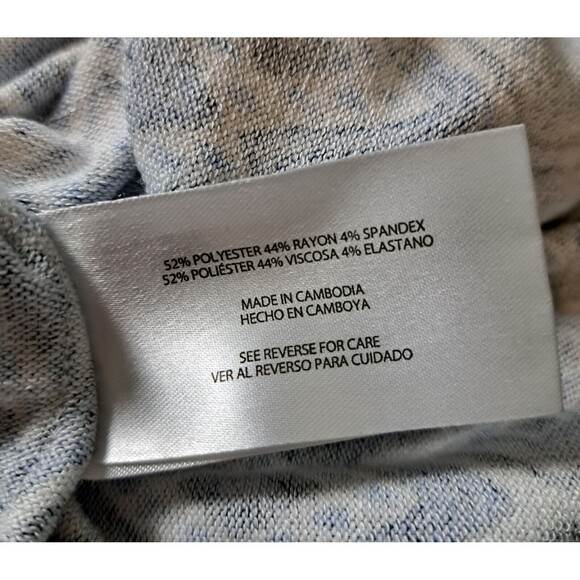 52% POLYESTER 44% RAYON 4% SPANDEX
52% POLIÉSTER 44% VISCOSA 4% ELASTANO
MADE IN CAMBODIA
HECHO EN CAMBOYA
SEE REVERSE FOR CARE
VER AL REVERSO PARA CUIDADO